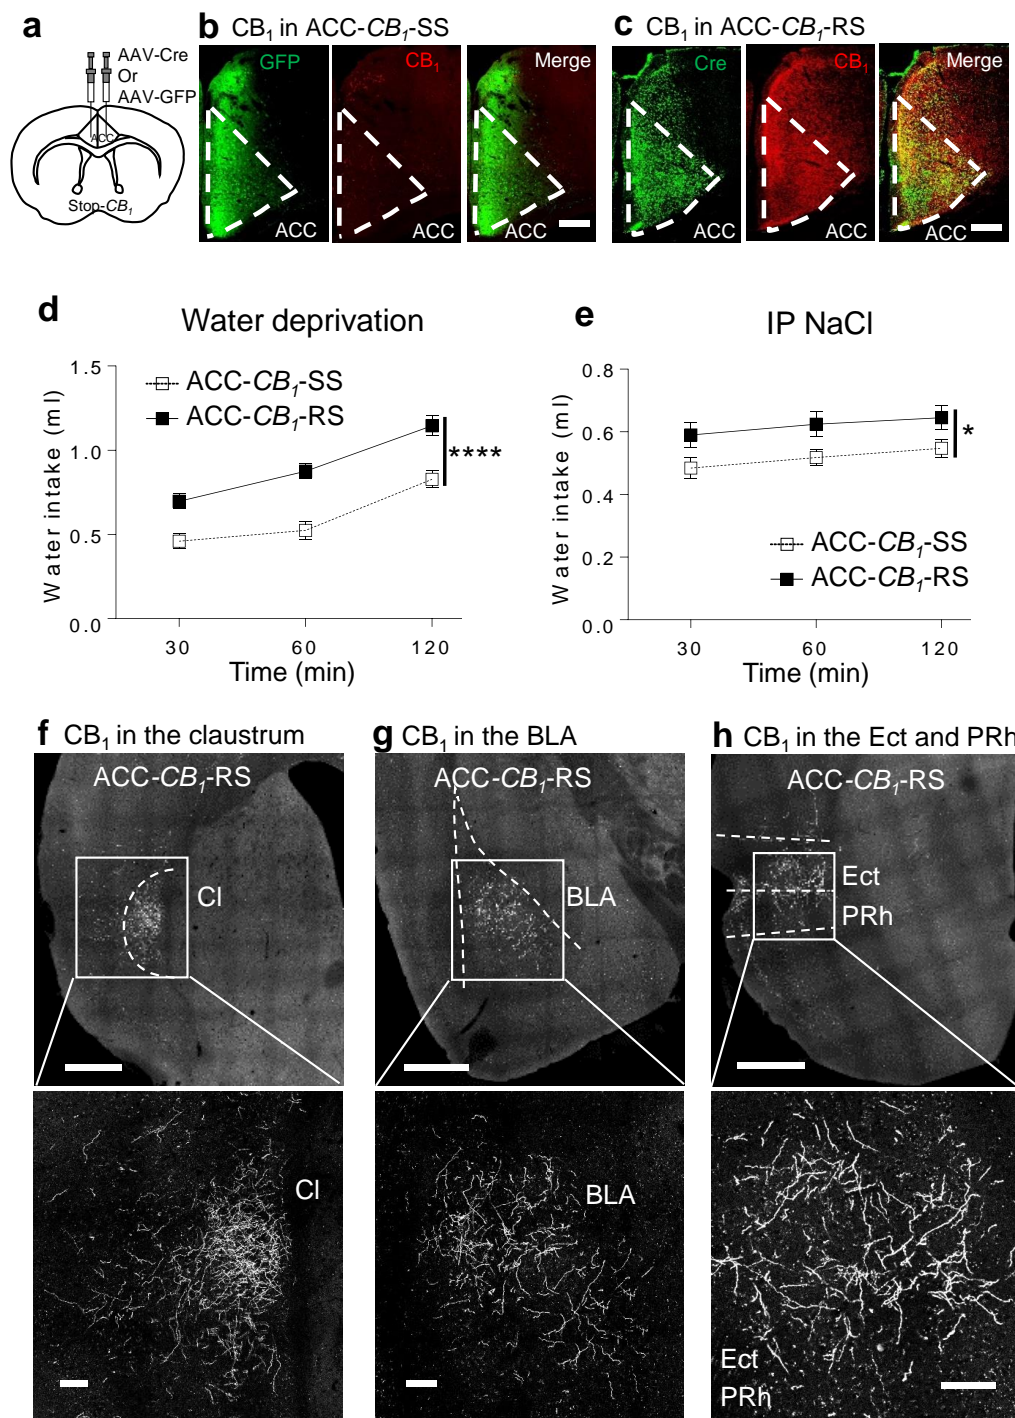 a
AAV-Cre
Or
AAV-GFP
ACC
Stop-CB1
b CB1 in ACC-CB1-SS
GFP
CB1
Merge
ACC
ACC
ACC
c CB1 in ACC-CB1-RS
Cre
CB1
Merge
ACC
ACC
ACC
d
Water deprivation
Water intake (ml)
1.5
1.0
0.5
0.0
ACC-CB1-SS
ACC-CB1-RS
****
30 60 120
Time (min)
e
IP NaCl
Water intake (ml)
0.8
0.6
0.4
0.2
0.0
*
ACC-CB1-SS
ACC-CB1-RS
30 60 120
Time (min)
f CB1 in the claustrum
ACC-CB1-RS
Cl
Cl
g CB1 in the BLA
ACC-CB1-RS
BLA
BLA
h CB1 in the Ect and PRh
ACC-CB1-RS
Ect
PRh
Ect
PRh